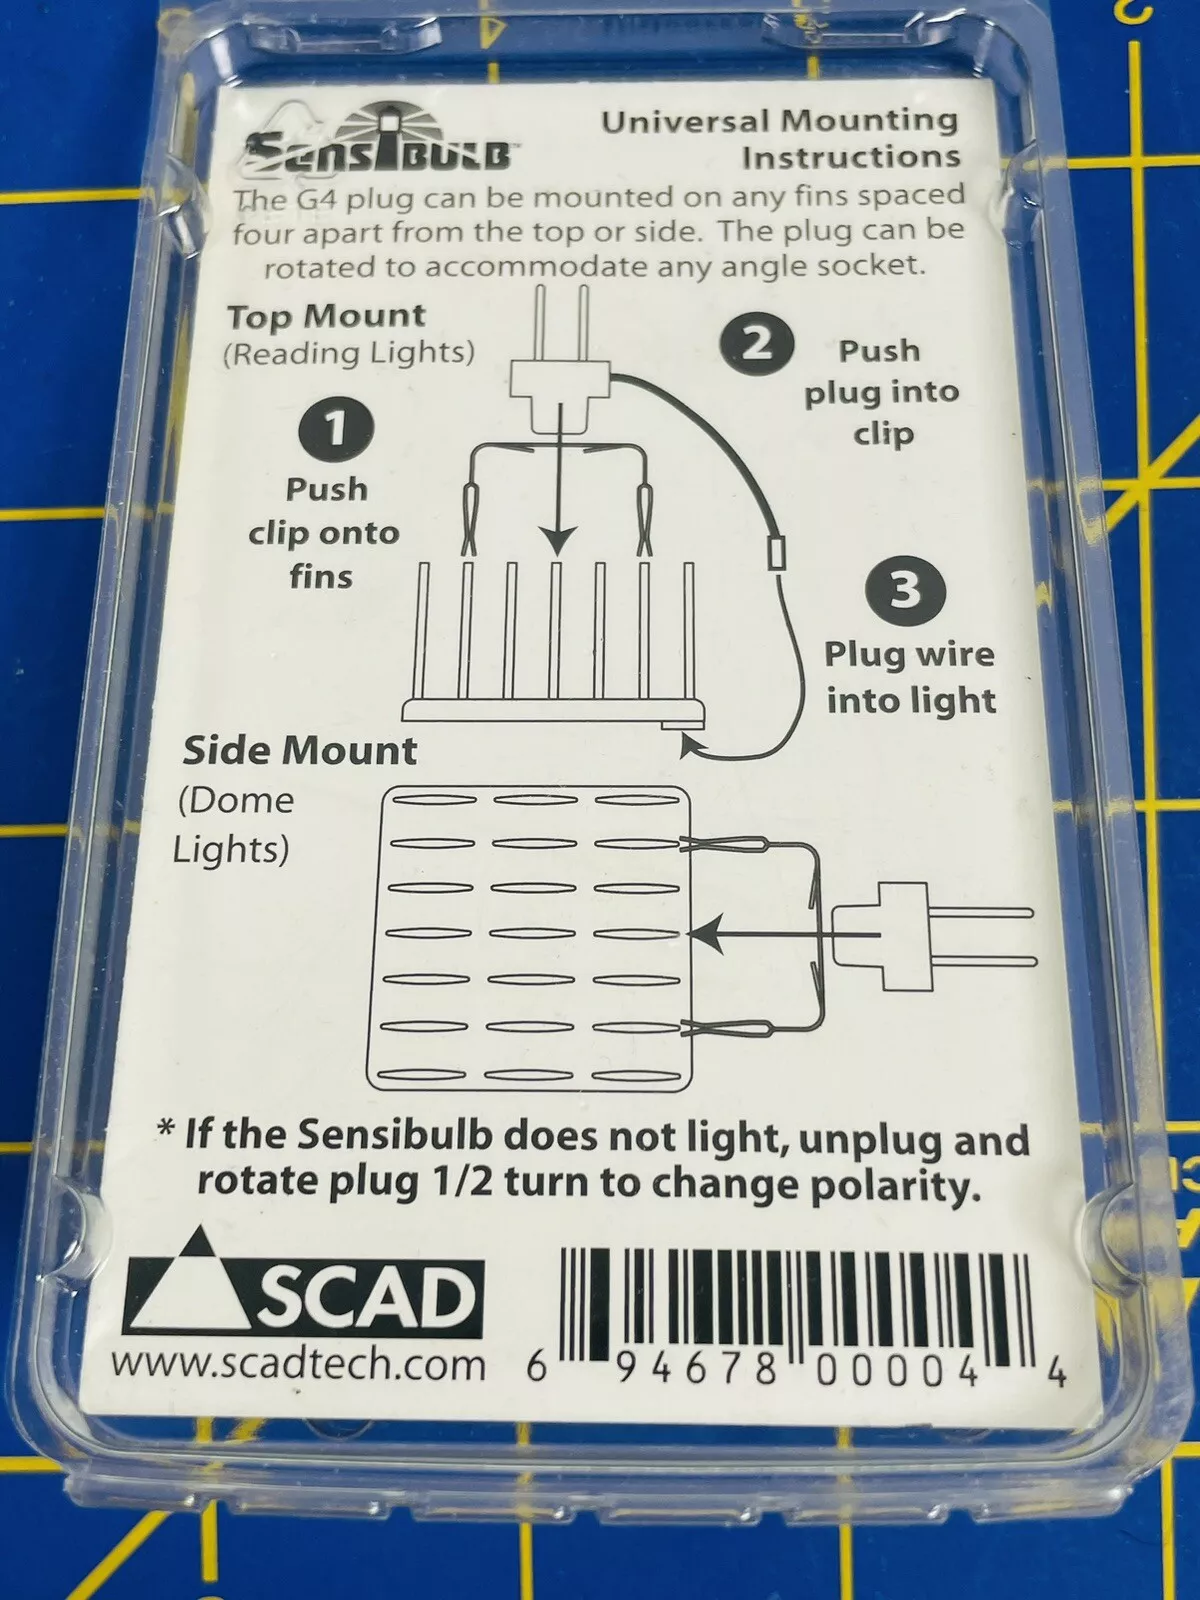 SENSIBULB™
Universal Mounting
Instructions
The G4 plug can be mounted on any fins spaced
four apart from the top or side. The plug can be
rotated to accommodate any angle socket.
Top Mount
(Reading Lights)
1
Push
clip onto
fins
2
Push
plug into
clip
3
Plug wire
into light
Side Mount
(Dome
Lights)
* If the Sensibulb does not light, unplug and
rotate plug 1/2 turn to change polarity.
SCAD
www.scadtech.com
6 94678 00004 4
2